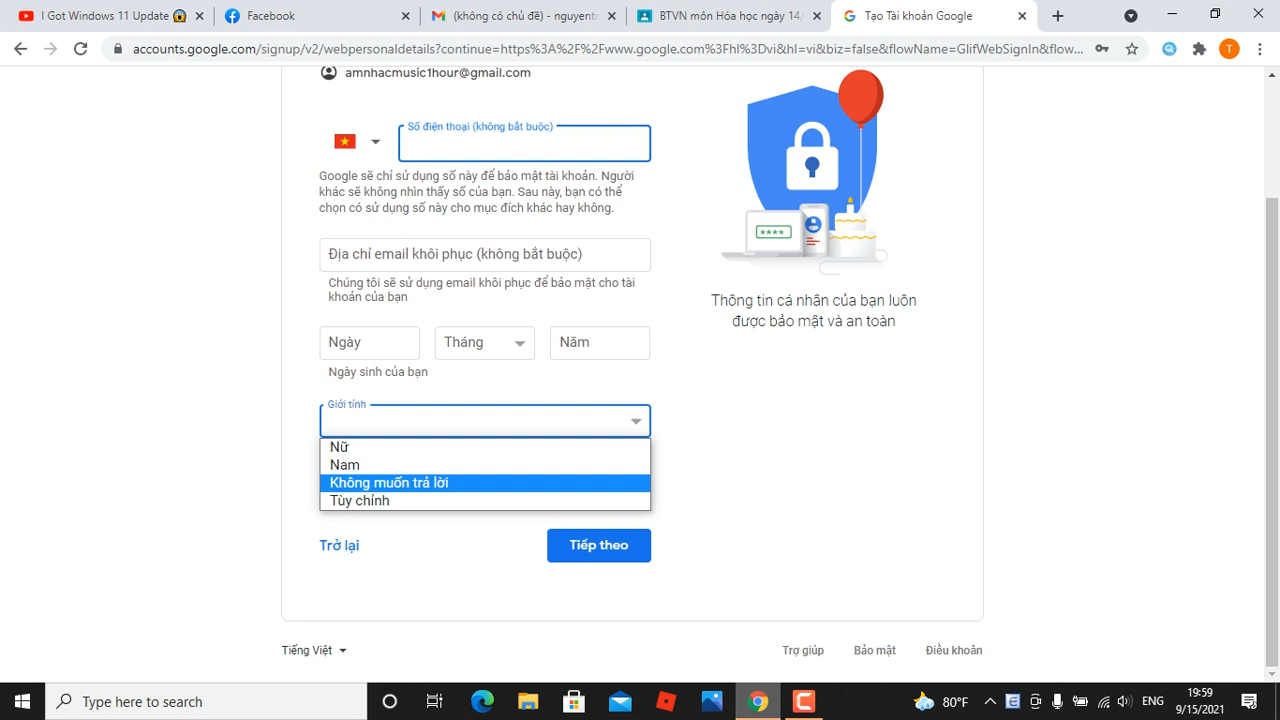 I Got Windows 11 Update 😱
Facebook
(không có chủ đề) - nguyentr
BTVN môn Hóa học ngày 14/
Tạo Tài khoản Google
accounts.google.com/signup/v2/webpersonaldetails?continue=https%3A%2F%2Fwww.google.com%3Fhl%3Dvi&hl=vi&biz=false&flowName=GlifWebSignIn&flow...
T
amnhacmusic1hour@gmail.com
Số điện thoại (không bắt buộc)
Google sẽ chỉ sử dụng số này để bảo mật tài khoản. Người
khác sẽ không nhìn thấy số của bạn. Sau này, bạn có thể
chọn có sử dụng số này cho mục đích khác hay không.
Địa chỉ email khôi phục (không bắt buộc)
Chúng tôi sẽ sử dụng email khôi phục để bảo mật cho tài
khoản của bạn
Ngày
Tháng
Năm
Ngày sinh của bạn
Giới tính
Nữ
Nam
Không muốn trả lời
Tùy chỉnh
Trở lại
Tiếp theo
****
Thông tin cá nhân của bạn luôn
được bảo mật và an toàn
Tiếng Việt
Trợ giúp
Bảo mật
Điều khoản
Type here to search
80°F
ENG
19:59
9/15/2021